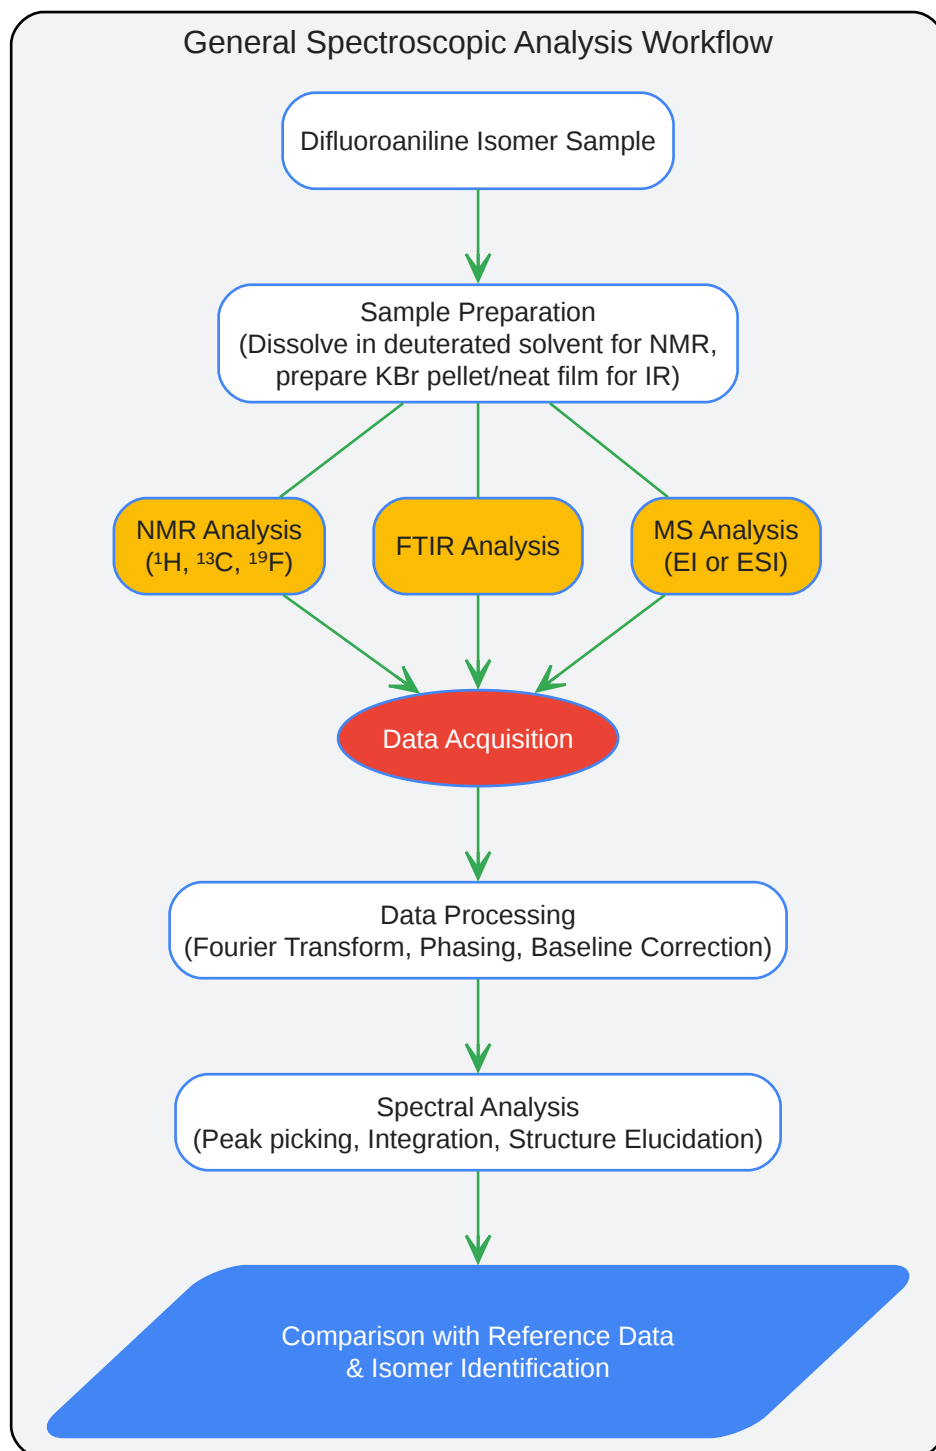 General Spectroscopic Analysis Workflow
Difluoroaniline Isomer Sample
Sample Preparation
(Dissolve in deuterated solvent for NMR,
prepare KBr pellet/neat film for IR)
NMR Analysis
(¹H, ¹³C, ¹⁹F)
FTIR Analysis
MS Analysis
(EI or ESI)
Data Acquisition
Data Processing
(Fourier Transform, Phasing, Baseline Correction)
Spectral Analysis
(Peak picking, Integration, Structure Elucidation)
Comparison with Reference Data
& Isomer Identification